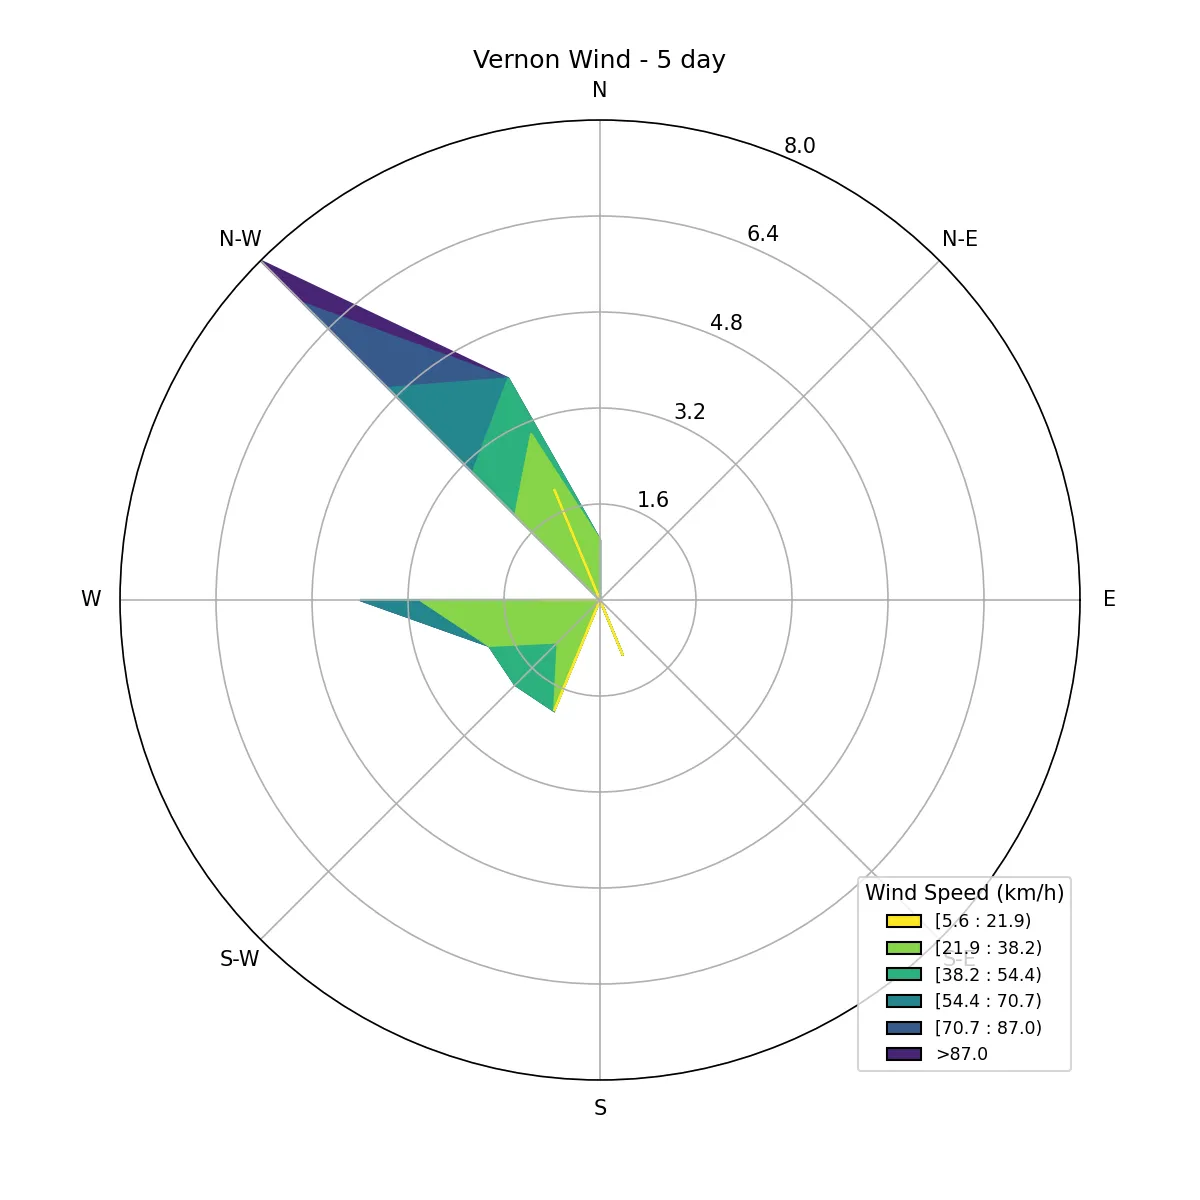 Vernon Wind - 5 day
N
8.0
N-W
6.4
N-E
4.8
3.2
1.6
W
E
S-W
S-E
S
Wind Speed (km/h)
[5.6 : 21.9)
[21.9 : 38.2)
[38.2 : 54.4)
[54.4 : 70.7)
[70.7 : 87.0)
>87.0